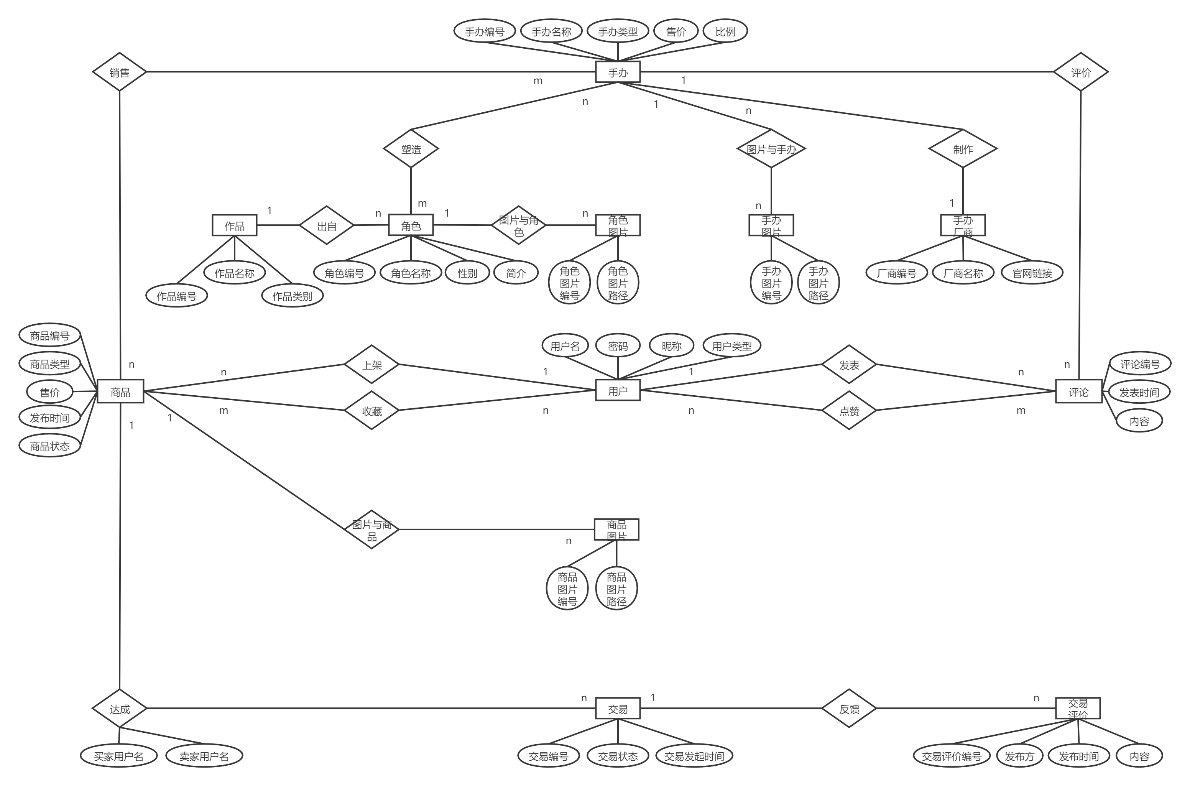 手办编号
手办名称
手办类型
售价
比例
销售
手办
评价
m
1
n
1
n
塑造
图片与手办
制作
m
n
1
1
n
1
n
作品
出自
角色
图片与角
色
角色
图片
手办
图片
手办
厂商
作品名称
角色编号
角色名称
性别
简介
角色
图片
编号
角色
图片
路径
手办
图片
编号
手办
图片
路径
厂商编号
厂商名称
官网链接
作品编号
作品类别
商品编号
用户名
密码
昵称
用户类型
评论编号
商品类型
n
n
上架
1
1
发表
n
n
售价
商品
用户
评论
发表时间
发布时间
m
收藏
n
n
点赞
m
内容
1
1
商品状态
图片与商
品
商品
图片
n
商品
图片
编号
商品
图片
路径
n
1
n
达成
交易
反馈
交易
评价
买家用户名
卖家用户名
交易编号
交易状态
交易发起时间
交易评价编号
发布方
发布时间
内容